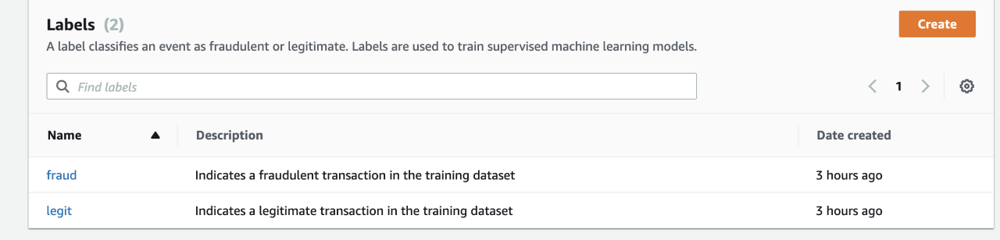 Labels (2)
Create
A label classifies an event as fraudulent or legitimate. Labels are used to train supervised machine learning models.
Find labels
1
Name Description Date created
fraud Indicates a fraudulent transaction in the training dataset 3 hours ago
legit Indicates a legitimate transaction in the training dataset 3 hours ago